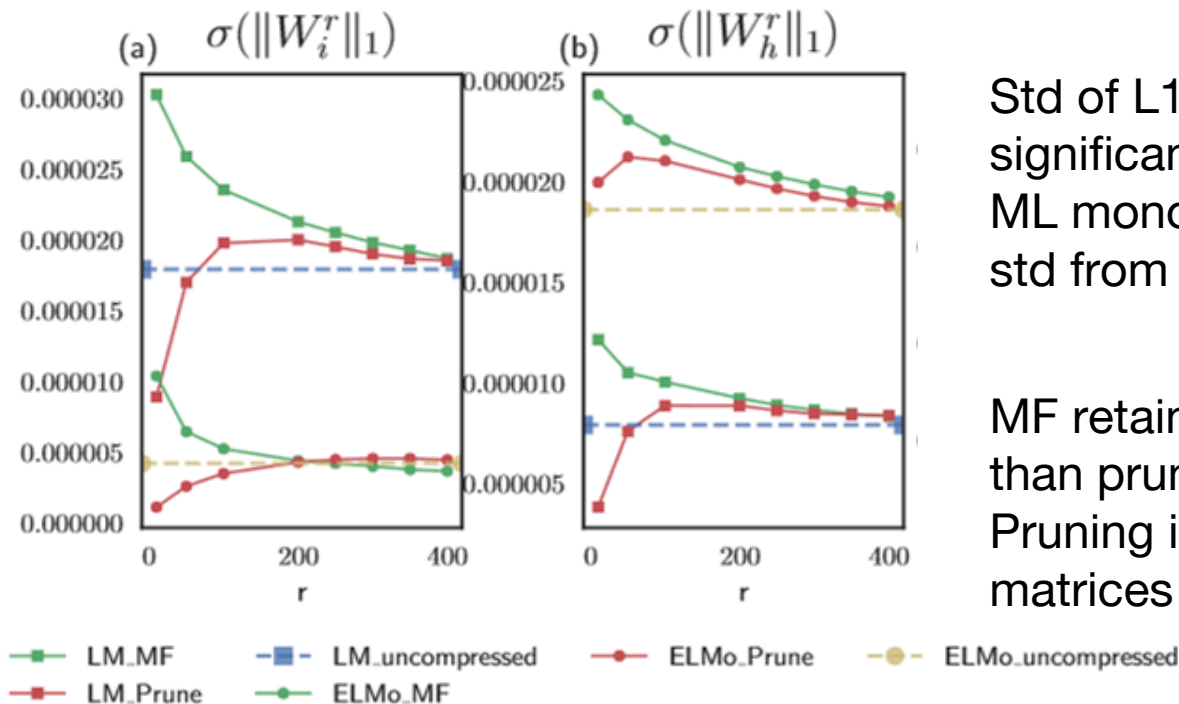 (a) σ(∥W_i^r∥₁)
0.000030
0.000025
0.000020
0.000015
0.000010
0.000005
0.000000
0 200 400
r
(b) σ(∥W_h^r∥₁)
0.000025
0.000020
0.000015
0.000010
0.000005
0 200 400
r
LM_MF
LM_Prune
LM_uncompressed
ELMo_MF
ELMo_Prune
ELMo_uncompressed
Std of L1
significan
ML mono
std from
MF retain
than prun
Pruning i
matrices